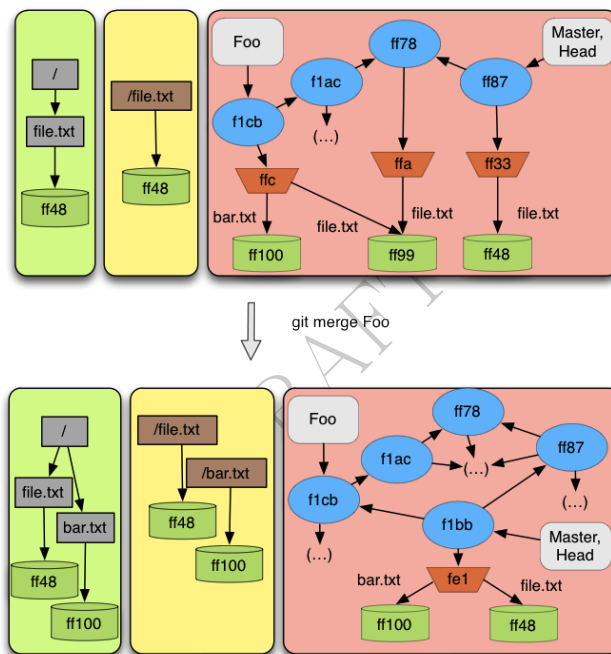 /
file.txt
ff48
/file.txt
ff48
Foo
ff78
Master,
Head
f1ac
ff87
f1cb
(...)
ffc
ffa
ff33
bar.txt
file.txt
file.txt
file.txt
ff100
ff99
ff48
git merge Foo
/
file.txt
bar.txt
ff48
ff100
/file.txt
/bar.txt
ff48
ff100
Foo
ff78
f1ac
ff87
(...)
f1cb
(...)
f1bb
(...)
Master,
Head
bar.txt
fe1
file.txt
ff100
ff48